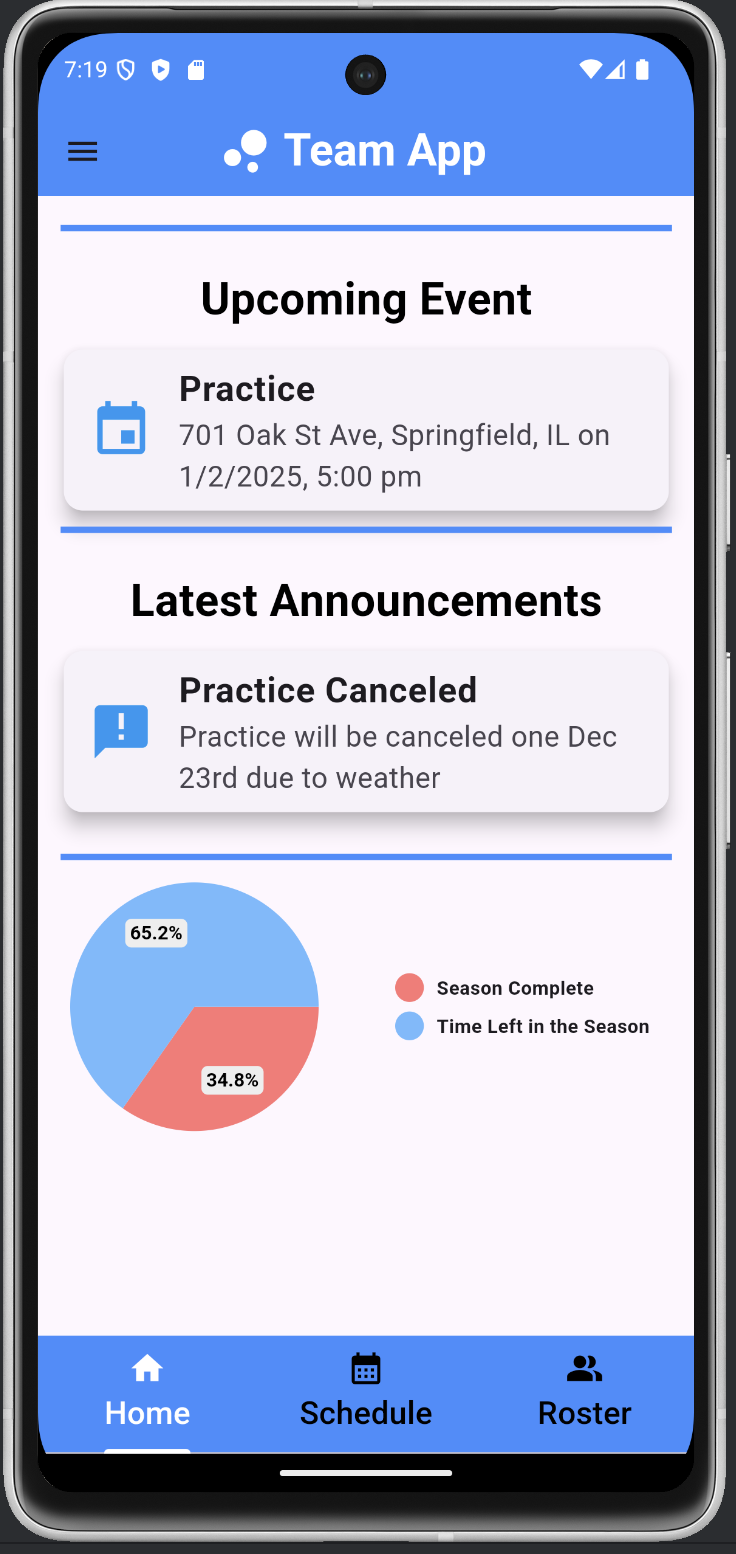 7:19
Team App
Upcoming Event
Practice
701 Oak St Ave, Springfield, IL on
1/2/2025, 5:00 pm
Latest Announcements
Practice Canceled
Practice will be canceled one Dec
23rd due to weather
65.2%
34.8%
Season Complete
Time Left in the Season
Home
Schedule
Roster